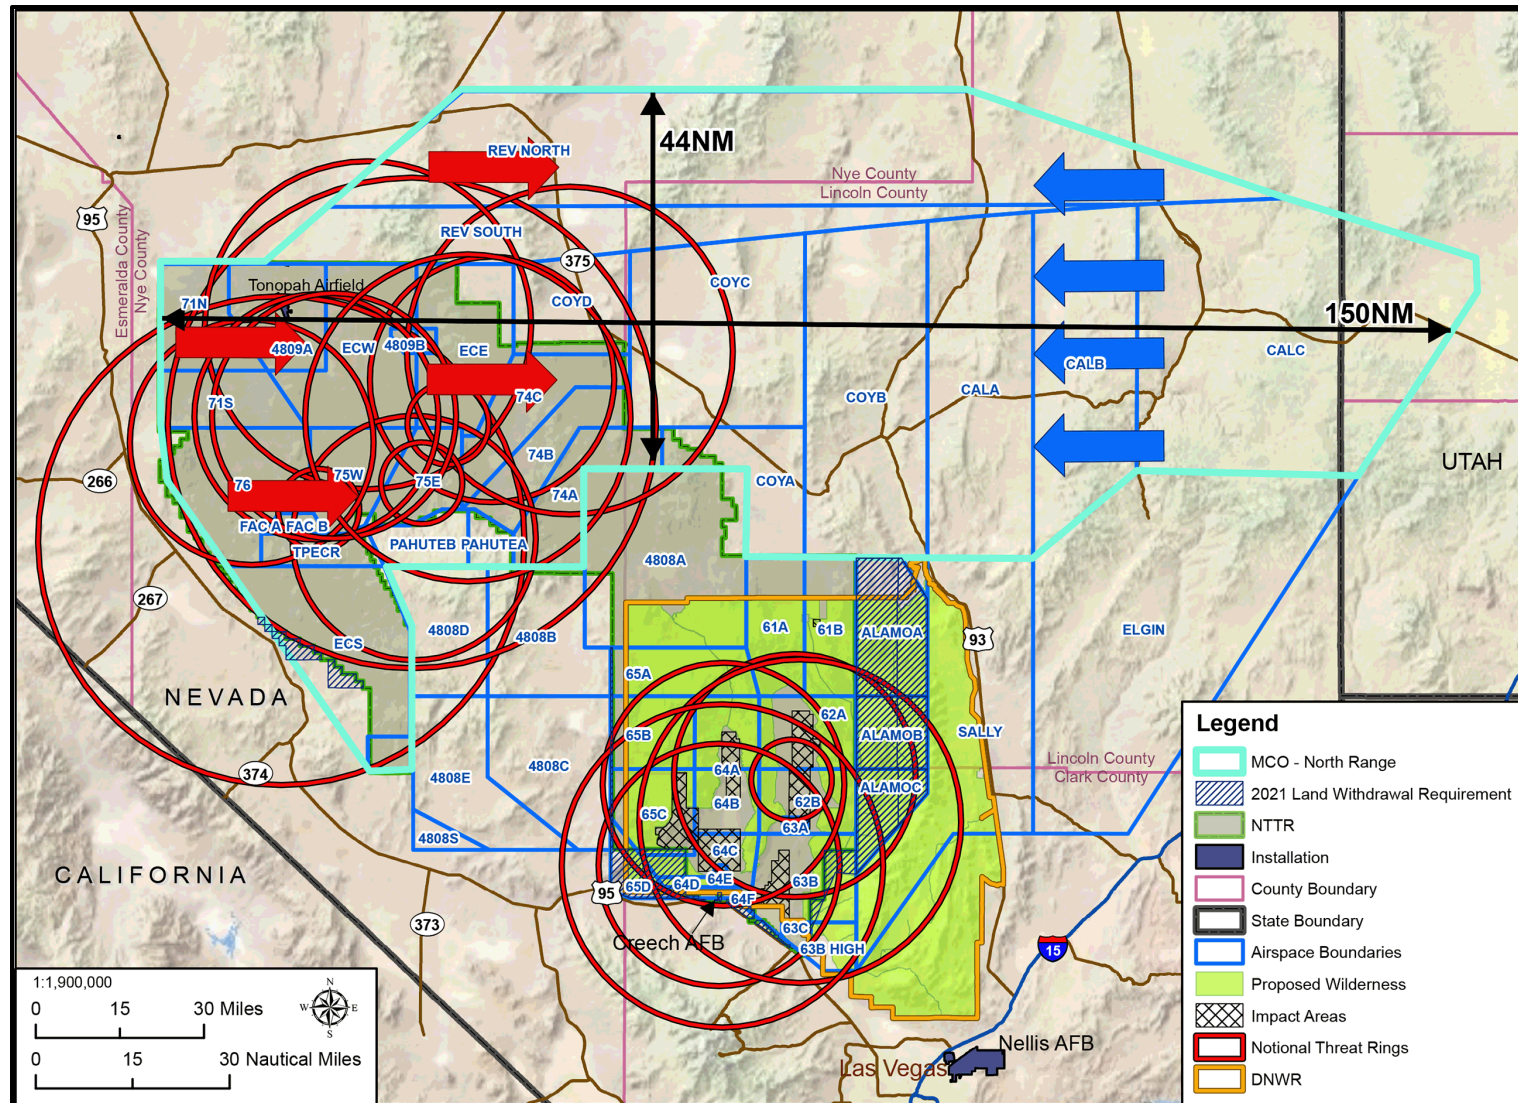 REV NORTH
44NM
Nye County
Lincoln County
95
Esmeralda County
Nye County
REV SOUTH
375
Tonopah Airfield
COYD
COYC
71N
150NM
4809A
ECW
4809B
ECE
CALC
CALB
71S
74C
COYB
CALA
74B
UTAH
266
76
75W
75E
74A
COYA
FAC A
FAC B
TPECR
PAHUTEB
PAHUTEA
4808A
267
4808D
4808B
61A
61B
ALAMOA
93
ELGIN
ECS
65A
NEVADA
62A
65B
ALAMOB
SALLY
374
4808E
4808C
64A
Lincoln County
Clark County
ALAMOC
64B
62B
65C
63A
4808S
64C
CALIFORNIA
64E
65D
64D
63B
95
64F
373
63C
Creech AFB
63B HIGH
15
Nellis AFB
Las Vegas
1:1,900,000
0 15 30 Miles
0 15 30 Nautical Miles
N
W E
S
Legend
MCO - North Range
2021 Land Withdrawal Requirement
NTTR
Installation
County Boundary
State Boundary
Airspace Boundaries
Proposed Wilderness
Impact Areas
Notional Threat Rings
DNWR